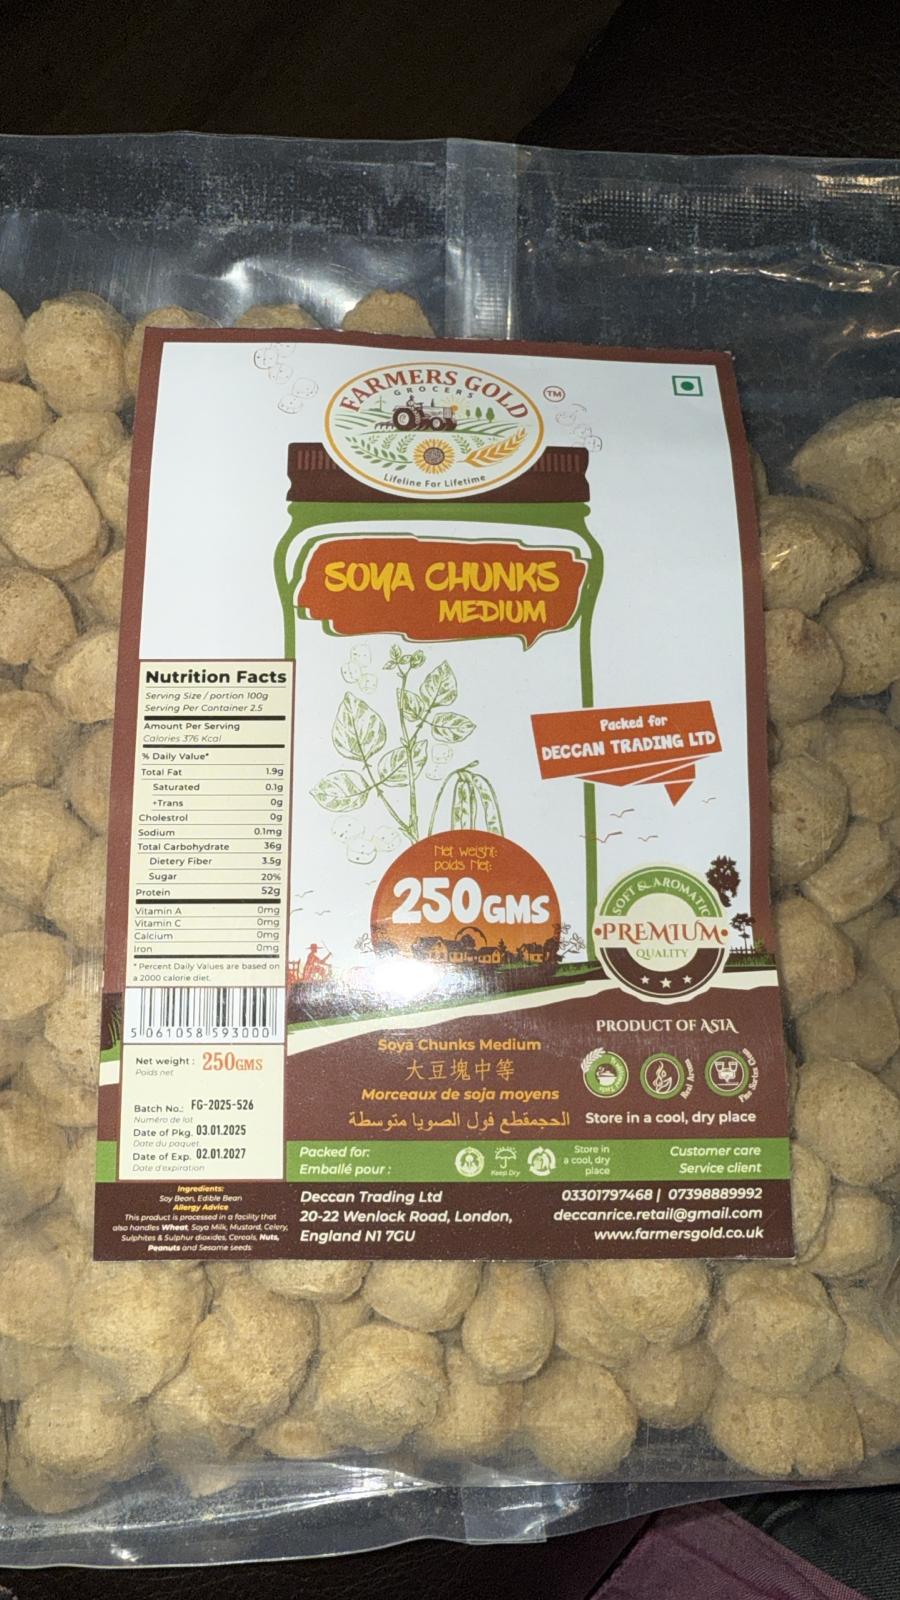 FARMERS GOLD
GROCERS
TM
Lifeline For Lifetime
SOYA CHUNKS
MEDIUM
Nutrition Facts
Serving Size / portion 100g
Serving Per Container 2.5
Amount Per Serving
Calories 376 Kcal
% Daily Value*
Total Fat 1.9g
Saturated 0.1g
+Trans 0g
Cholestrol 0g
Sodium 0.1mg
Total Carbohydrate 36g
Dietery Fiber 3.5g
Sugar 20%
Protein 52g
Vitamin A 0mg
Vitamin C 0mg
Calcium 0mg
Iron 0mg
* Percent Daily Values are based on
a 2000 calorie diet.
Packed for
DECCAN TRADING LTD
Net weight:
poids Net:
250GMS
SOFT & AROMATIC
PREMIUM
QUALITY
PRODUCT OF ASIA
5 061058 593000
Net weight : 250GMS
Poids net
Batch No.: FG-2025-526
Numéro de lot
Date of Pkg. 03.01.2025
Date du paquet
Date of Exp. 02.01.2027
Date d'expiration
Soya Chunks Medium
大豆塊中等
Morceaux de soja moyens
الحجمقطع فول الصويا متوسطة
Store in a cool, dry place
Packed for:
Emballé pour :
Keep Dry
Store in
a cool, dry
place
Customer care
Service client
Ingredients:
Soy Bean, Edible Bean
Allergy Advice
This product is processed in a facility that
also handles Wheat, Soya Milk, Mustard, Celery,
Sulphites & Sulphur dioxides, Cereals, Nuts,
Peanuts and Sesame seeds
Deccan Trading Ltd
20-22 Wenlock Road, London,
England N1 7GU
03301797468 | 07398889992
deccanrice.retail@gmail.com
www.farmersgold.co.uk